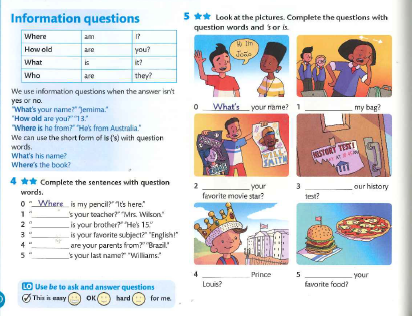 Information questions
Where am I?
How old are you?
What is it?
Who are they?
We use information questions when the answer isn't
yes or no.
"What's your name?" "Jemima."
"How old are you?" "13."
"Where is he from?" "He's from Australia."
We can use the short form of is ('s) with question
words.
What's his name?
Where's the book?
4 ★★ Complete the sentences with question
words.
0 "__Where__ is my pencil?" "It's here."
1 "________'s your teacher?" "Mrs. Wilson."
2 "________ is your brother?" "He's 15."
3 "________ is your favorite subject?" "English!"
4 "________ are your parents from?" "Brazil."
5 "________'s your last name?" "Williams."
LO Use be to ask and answer questions
This is easy OK hard for me.
5 ★★ Look at the pictures. Complete the questions with
question words and 's or is.
Hi I'm
João
0 __What's__ your name?
1 ________ my bag?
WILL
SMITH
HISTORY TEST!
2 ________ your
favorite movie star?
3 ________ our history
test?
4 ________ Prince
Louis?
5 ________ your
favorite food?